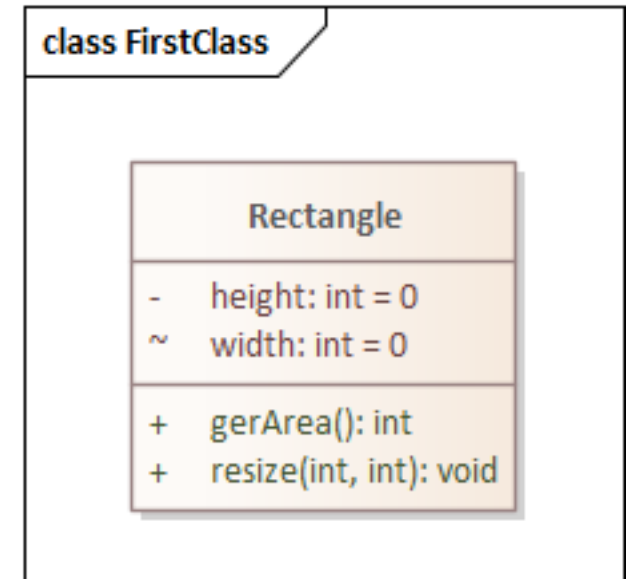 class FirstClass
Rectangle
- height: int = 0
~ width: int = 0
+ gerArea(): int
+ resize(int, int): void